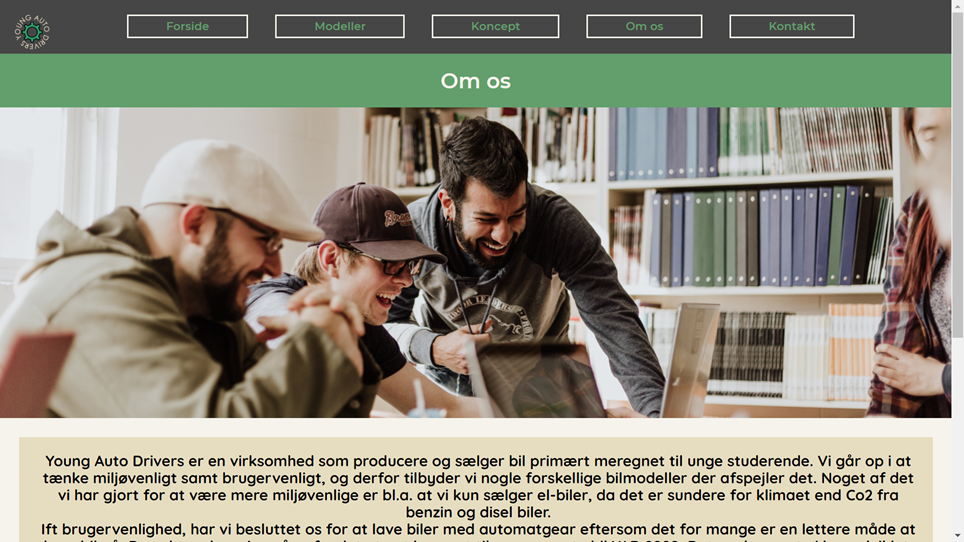 YOUNG AUTO DRIVERS
Forside
Modeller
Koncept
Om os
Kontakt
Om os
Young Auto Drivers er en virksomhed som producere og sælger bil primært meregnet til unge studerende. Vi går op i at
tænke miljøvenligt samt brugervenligt, og derfor tilbyder vi nogle forskellige bilmodeller der afspejler det. Noget af det
vi har gjort for at være mere miljøvenlige er bl.a. at vi kun sælger el-biler, da det er sundere for klimaet end Co2 fra
benzin og disel biler.
Ift brugervenlighed, har vi besluttet os for at lave biler med automatgear eftersom det for mange er en lettere måde at